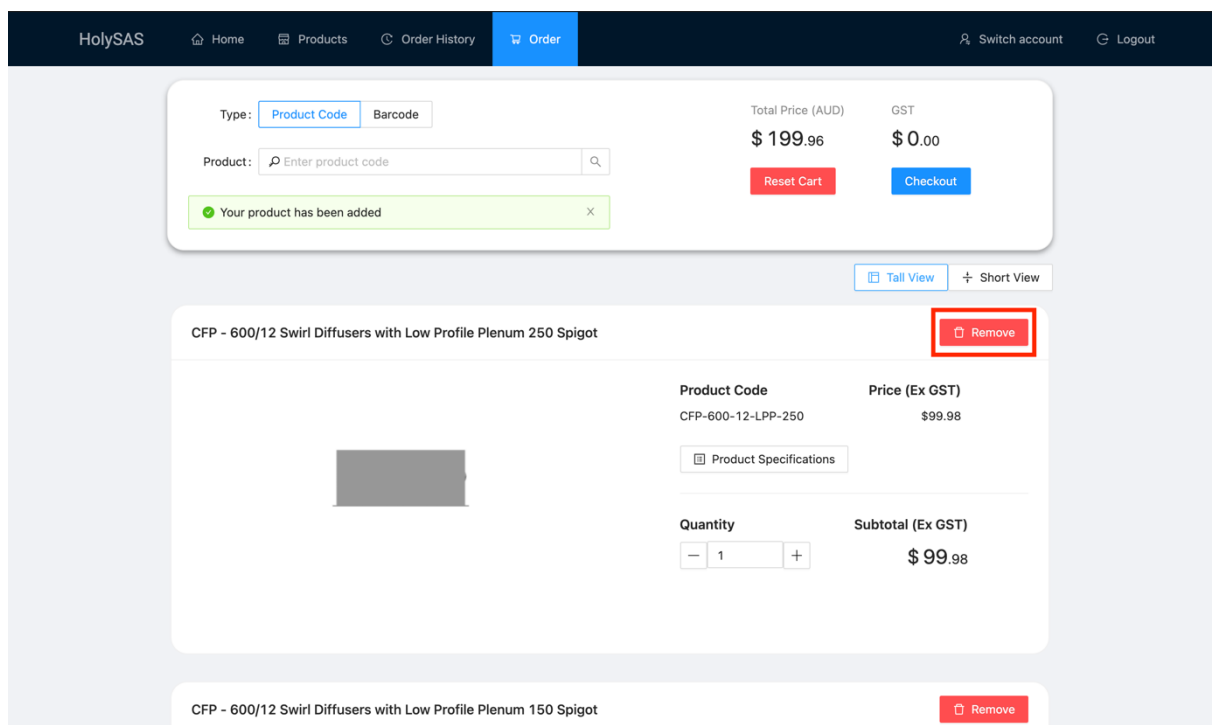 HolySAS Home Products Order History Order Switch account Logout
Type: Product Code Barcode
Product: Enter product code
Your product has been added X
Total Price (AUD) GST
$ 199.96 $ 0.00
Reset Cart Checkout
Tall View Short View
CFP - 600/12 Swirl Diffusers with Low Profile Plenum 250 Spigot Remove
Product Code Price (Ex GST)
CFP-600-12-LPP-250 $99.98
Product Specifications
Quantity Subtotal (Ex GST)
— 1 + $ 99.98
CFP - 600/12 Swirl Diffusers with Low Profile Plenum 150 Spigot Remove